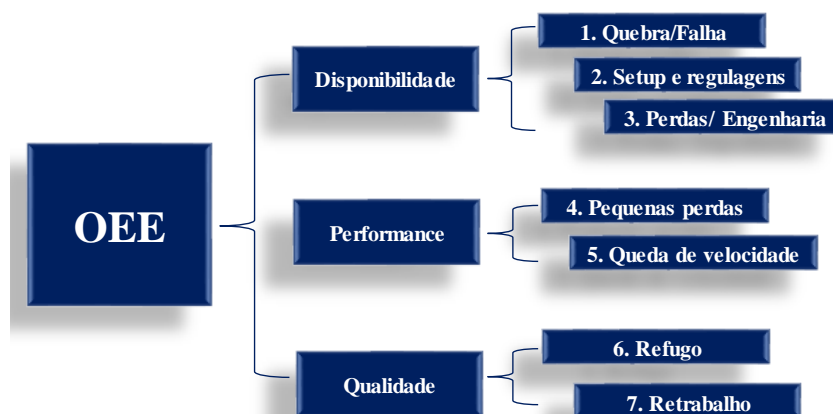 OEE
Disponibilidade
1. Quebra/Falha
2. Setup e regulagens
3. Perdas/ Engenharia
Performance
4. Pequenas perdas
5. Queda de velocidade
Qualidade
6. Refugo
7. Retrabalho